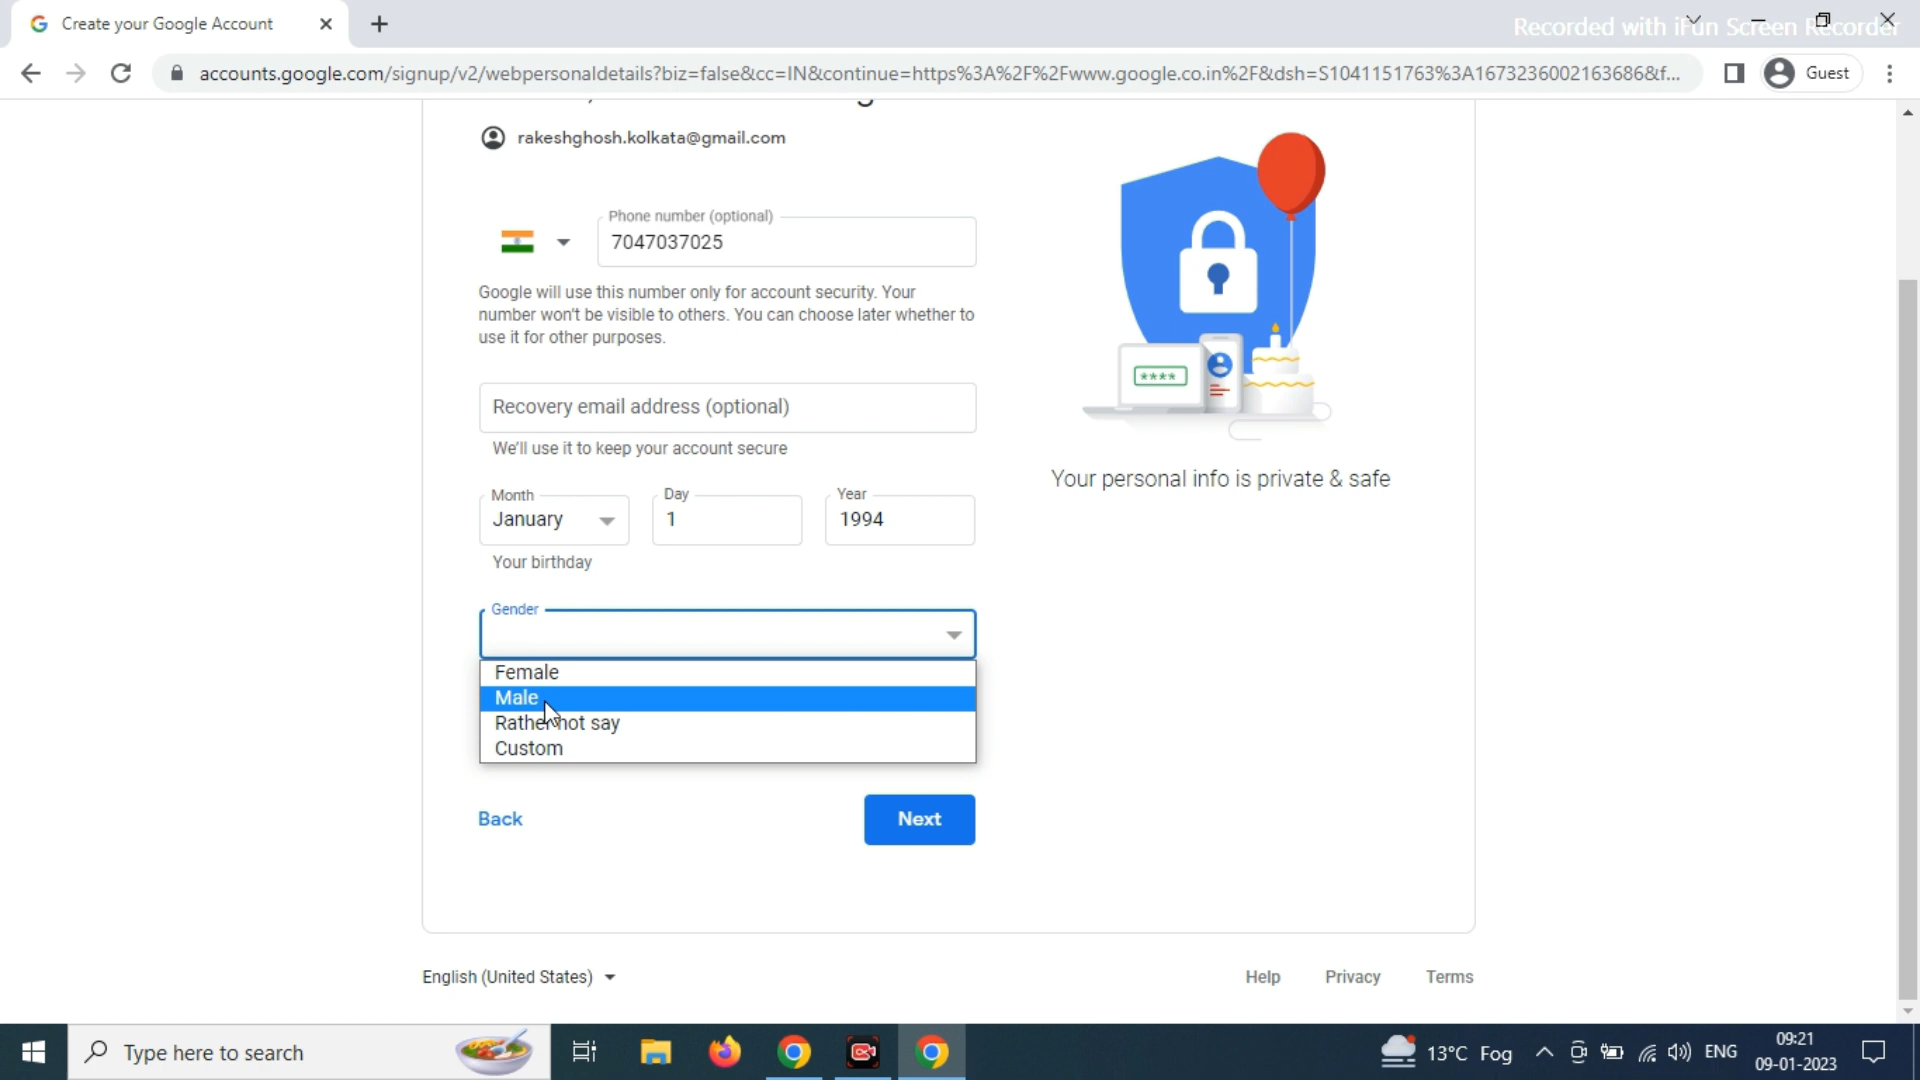 Create your Google Account
Recorded with iFun Screen Recorder
accounts.google.com/signup/v2/webpersonaldetails?biz=false&cc=IN&continue=https%3A%2F%2Fwww.google.co.in%2F&dsh=S1041151763%3A1673236002163686&f...
Guest
rakeshghosh.kolkata@gmail.com
Phone number (optional)
7047037025
Google will use this number only for account security. Your
number won't be visible to others. You can choose later whether to
use it for other purposes.
Recovery email address (optional)
We'll use it to keep your account secure
****
Your personal info is private & safe
Month
January
Day
1
Year
1994
Your birthday
Gender
Female
Male
Rather not say
Custom
Back
Next
English (United States)
Help
Privacy
Terms
Type here to search
13°C Fog
ENG
09:21
09-01-2023